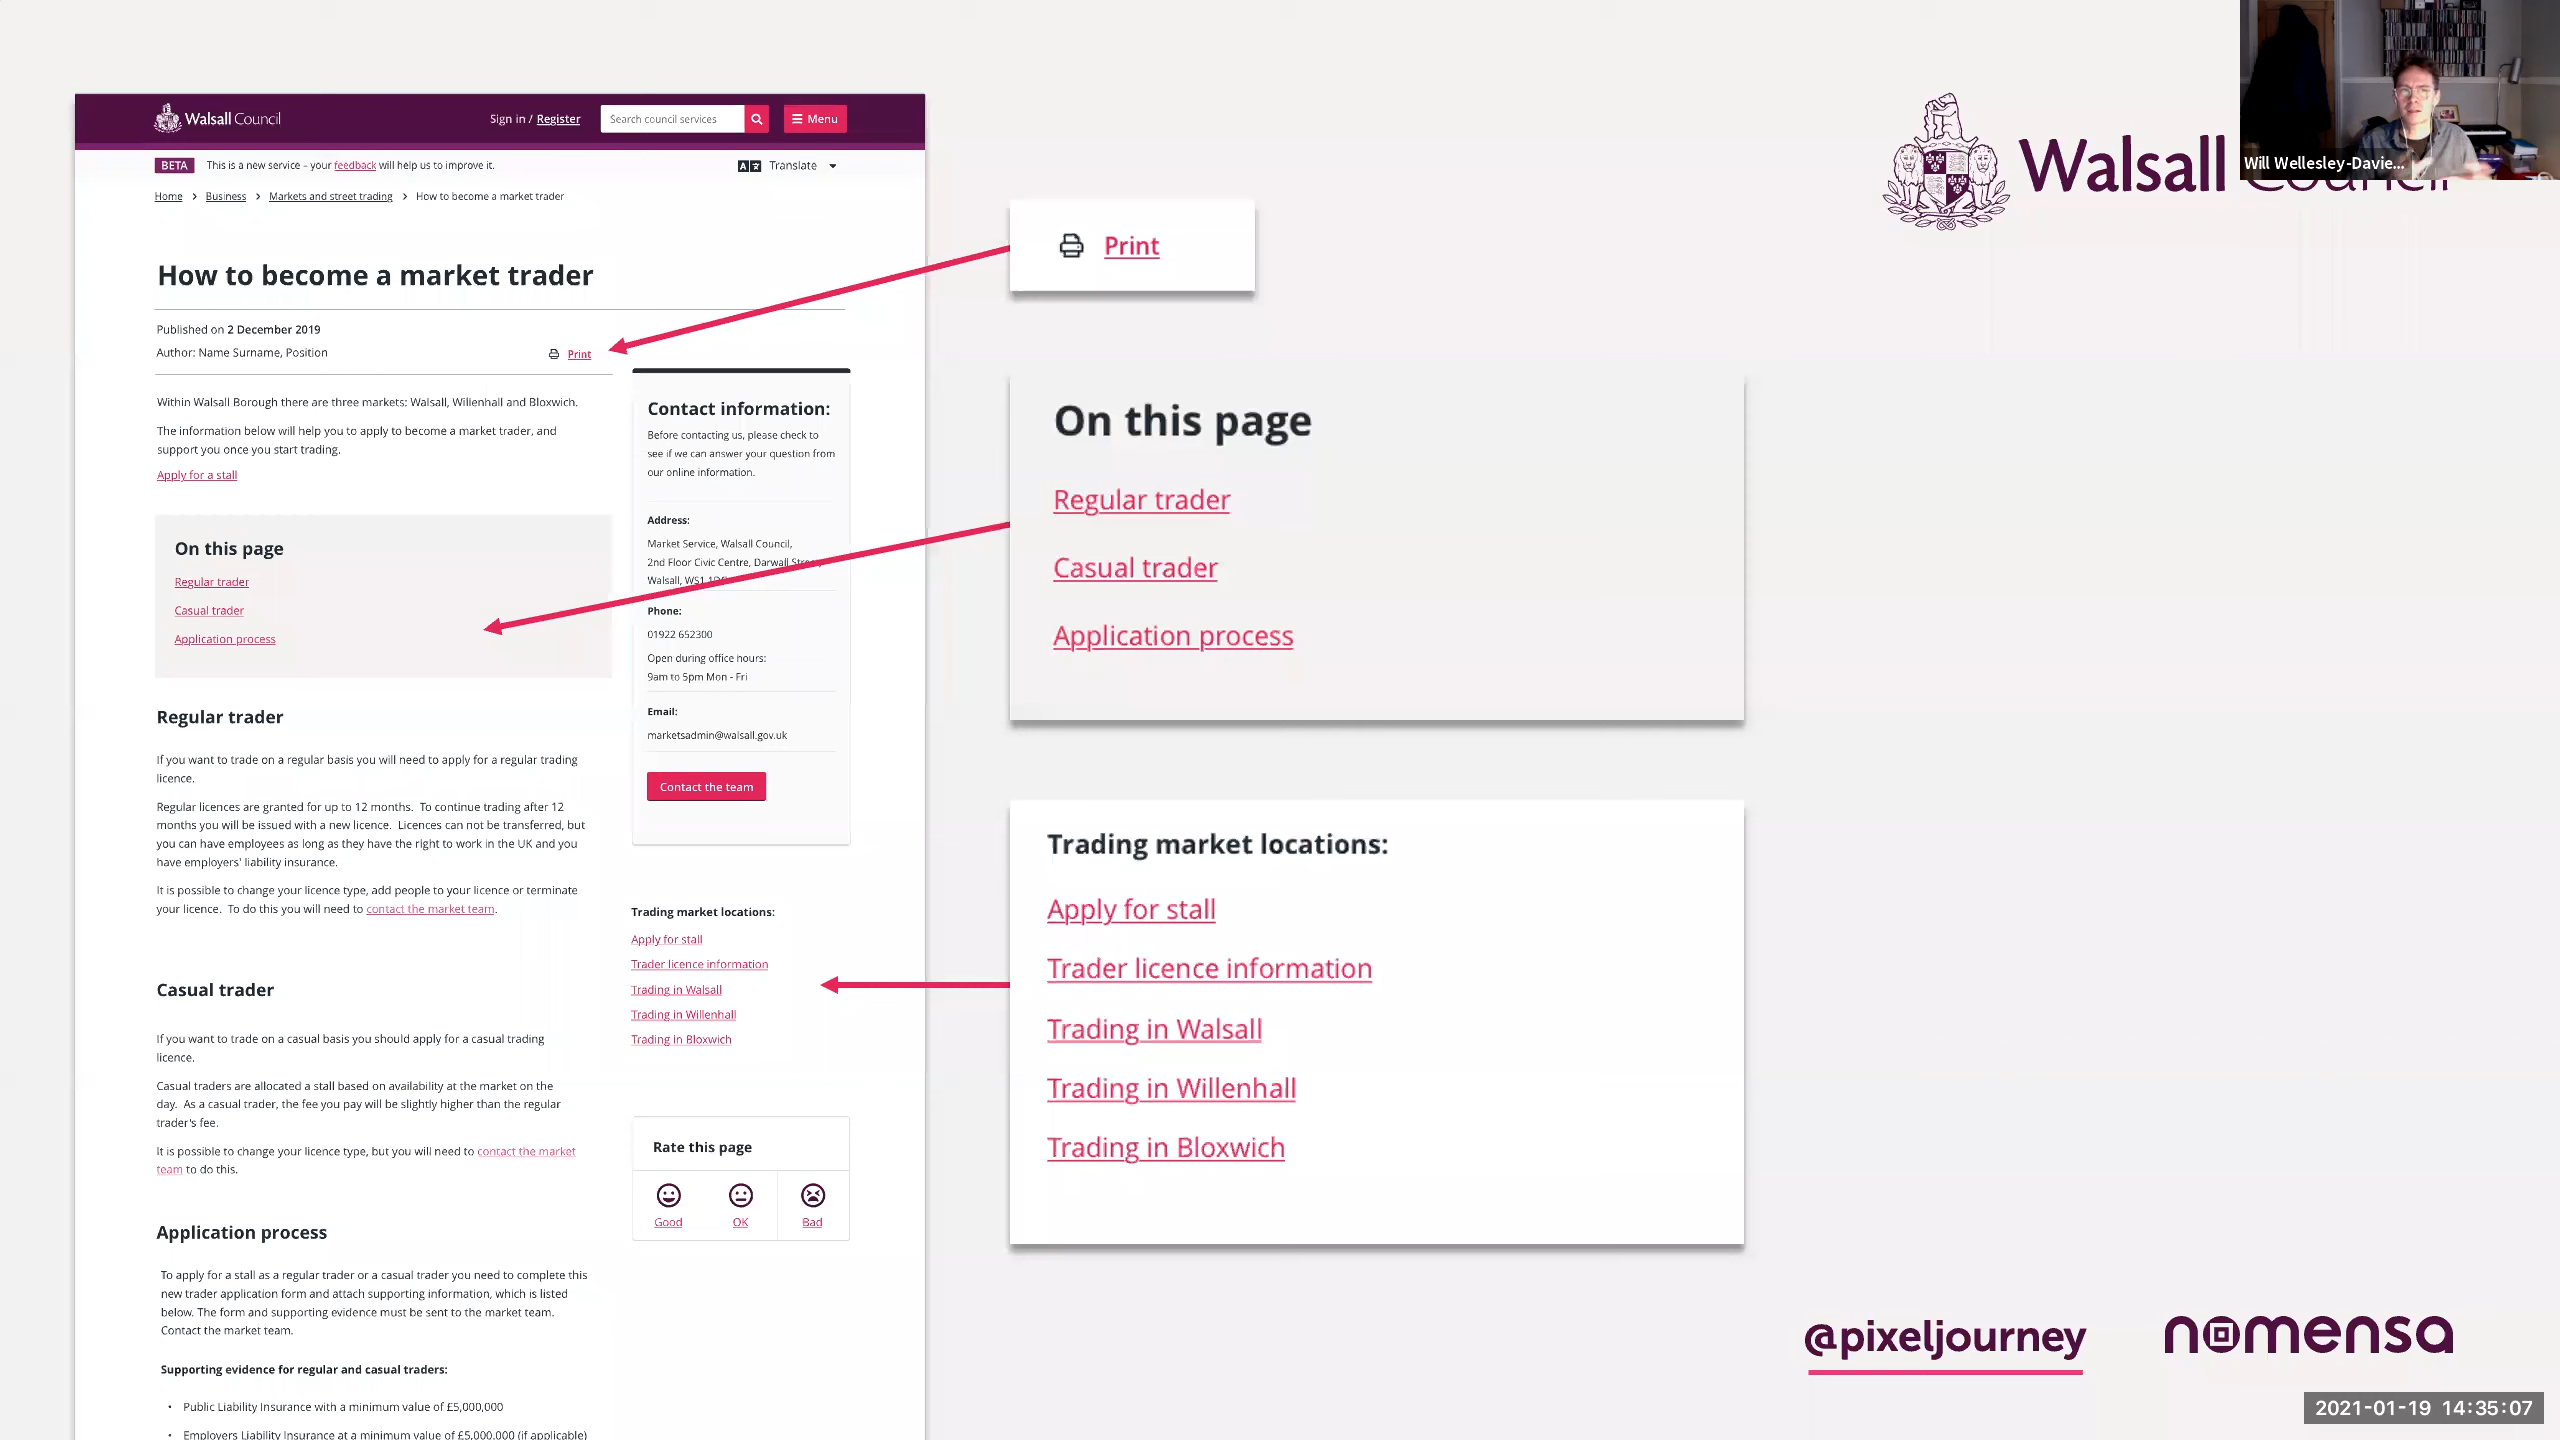 Walsall Council
Sign in / Register
Search council services
Menu
BETA
This is a new service – your feedback will help us to improve it.
Translate
Home > Business > Markets and street trading > How to become a market trader
How to become a market trader
Published on 2 December 2019
Author: Name Surname, Position
Print
Within Walsall Borough there are three markets: Walsall, Willenhall and Bloxwich.
The information below will help you to apply to become a market trader, and
support you once you start trading.
Apply for a stall
On this page
Regular trader
Casual trader
Application process
Regular trader
If you want to trade on a regular basis you will need to apply for a regular trading
licence.
Regular licences are granted for up to 12 months. To continue trading after 12
months you will be issued with a new licence. Licences can not be transferred, but
you can have employees as long as they have the right to work in the UK and you
have employers' liability insurance.
It is possible to change your licence type, add people to your licence or terminate
your licence. To do this you will need to contact the market team.
Casual trader
If you want to trade on a casual basis you should apply for a casual trading
licence.
Casual traders are allocated a stall based on availability at the market on the
day. As a casual trader, the fee you pay will be slightly higher than the regular
trader's fee.
It is possible to change your licence type, but you will need to contact the market
team to do this.
Application process
To apply for a stall as a regular trader or a casual trader you need to complete this
new trader application form and attach supporting information, which is listed
below. The form and supporting evidence must be sent to the market team.
Contact the market team.
Supporting evidence for regular and casual traders:
• Public Liability Insurance with a minimum value of £5,000,000
• Employers Liability Insurance at a minimum value of £5,000,000 (if applicable)
Contact information:
Before contacting us, please check to
see if we can answer your question from
our online information.
Address:
Market Service, Walsall Council,
2nd Floor Civic Centre, Darwall Street,
Walsall, WS1
Phone:
01922 652300
Open during office hours:
9am to 5pm Mon - Fri
Email:
marketsadmin@walsall.gov.uk
Contact the team
Trading market locations:
Apply for stall
Trader licence information
Trading in Walsall
Trading in Willenhall
Trading in Bloxwich
Rate this page
Good
OK
Bad
Print
On this page
Regular trader
Casual trader
Application process
Trading market locations:
Apply for stall
Trader licence information
Trading in Walsall
Trading in Willenhall
Trading in Bloxwich
Walsall Council
Will Wellesley-Davie...
@pixeljourney
nomensa
2021-01-19 14:35:07